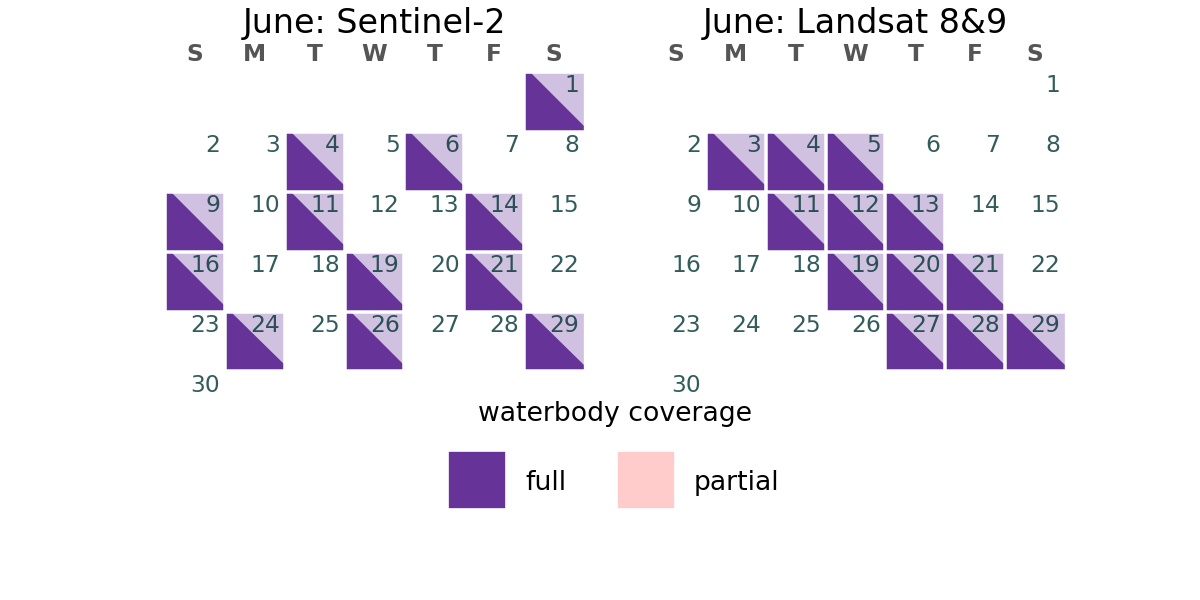 June: Sentinel-2
S M T W T F S
1
2 3 4 5 6 7 8
9 10 11 12 13 14 15
16 17 18 19 20 21 22
23 24 25 26 27 28 29
30
June: Landsat 8&9
S M T W T F S
1
2 3 4 5 6 7 8
9 10 11 12 13 14 15
16 17 18 19 20 21 22
23 24 25 26 27 28 29
30
waterbody coverage
full partial